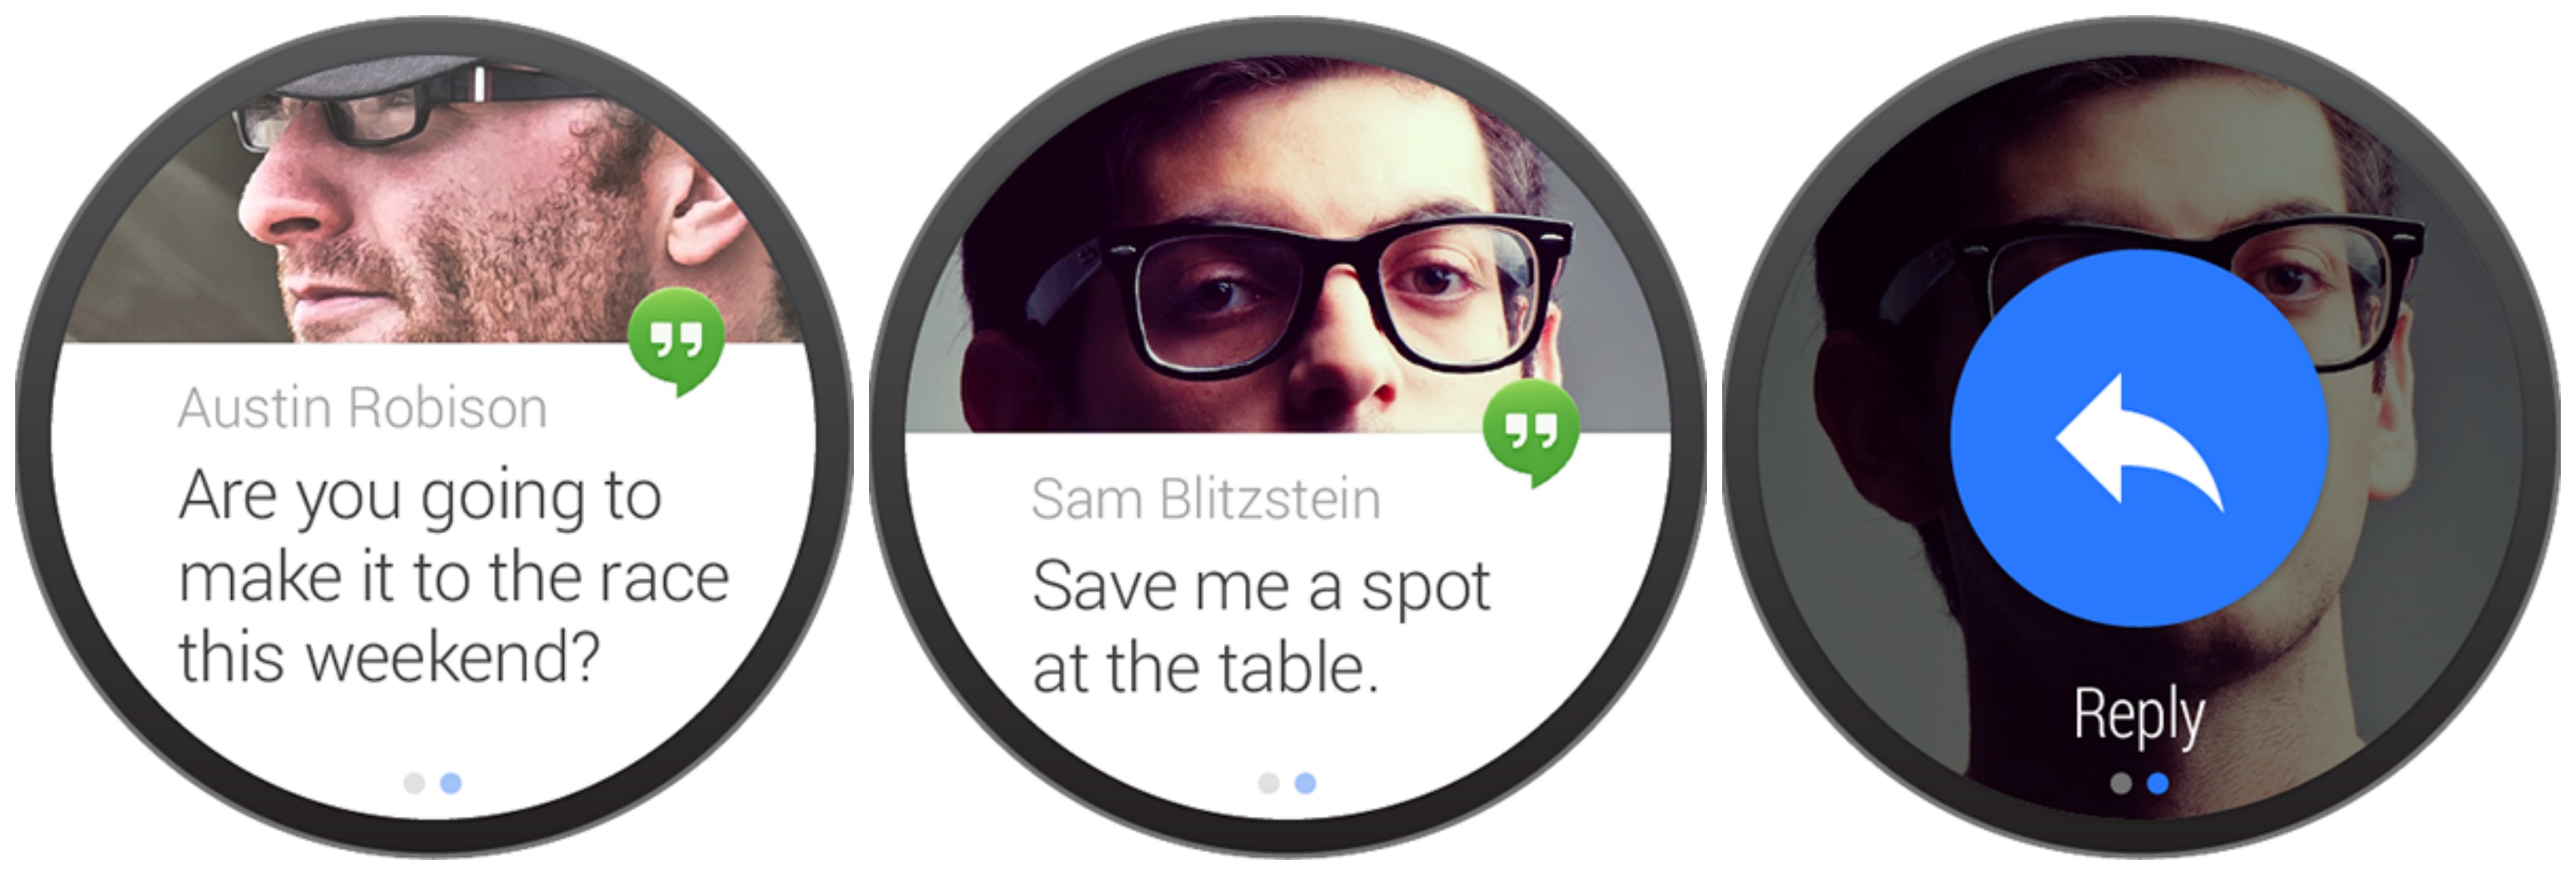 Austin Robison
Are you going to
make it to the race
this weekend?
Sam Blitzstein
Save me a spot
at the table.
Reply